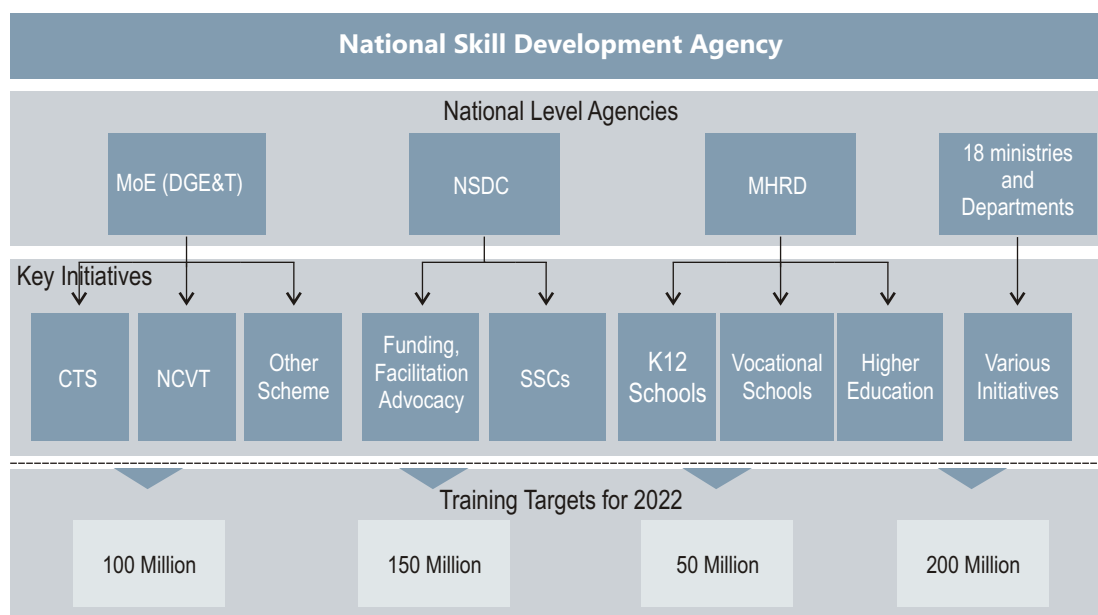 National Skill Development Agency
National Level Agencies
MoE (DGE&T)
NSDC
MHRD
18 ministries
and
Departments
Key Initiatives
CTS
NCVT
Other
Scheme
Funding,
Facilitation
Advocacy
SSCs
K12
Schools
Vocational
Schools
Higher
Education
Various
Initiatives
Training Targets for 2022
100 Million
150 Million
50 Million
200 Million